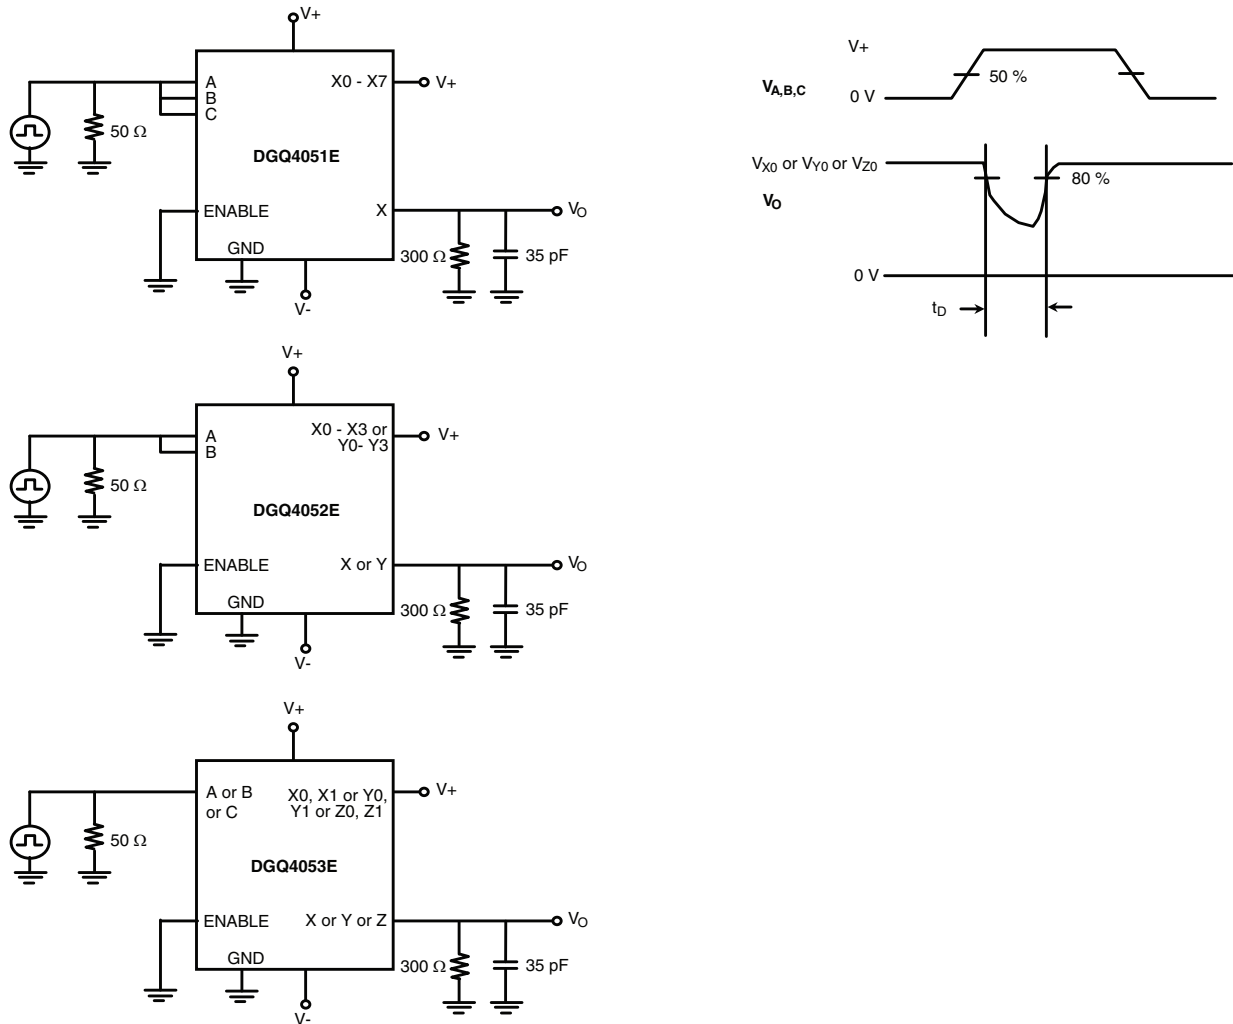 V+
A
B
C
X0 - X7
V+
50 Ω
DGQ4051E
ENABLE
X
VO
GND
300 Ω
35 pF
V-
V+
A
B
X0 - X3 or
Y0- Y3
V+
50 Ω
DGQ4052E
ENABLE
X or Y
VO
GND
300 Ω
35 pF
V-
V+
A or B
or C
X0, X1 or Y0,
Y1 or Z0, Z1
V+
50 Ω
DGQ4053E
ENABLE
X or Y or Z
VO
GND
300 Ω
35 pF
V-
V+
50 %
VA,B,C
0 V
VX0 or VY0 or VZ0
80 %
VO
0 V
tD